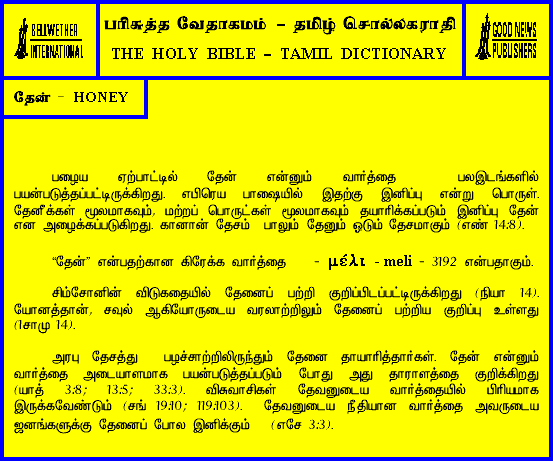 BELLWETHER
INTERNATIONAL
பரிசுத்த வேதாகமம் – தமிழ் சொல்லகராதி
THE HOLY BIBLE – TAMIL DICTIONARY
GOOD NEWS
PUBLISHERS
தேன் - HONEY
பழைய ஏற்பாட்டில் தேன் என்னும் வார்த்தை பலஇடங்களில்
பயன்படுத்தப்பட்டிருக்கிறது. எபிரெய பாஷையில் இதற்கு இனிப்பு என்று பொருள்.
தேனீக்கள் மூலமாகவும், மற்றப் பொருட்கள் மூலமாகவும் தயாரிக்கப்படும் இனிப்பு தேன்
என அழைக்கப்படுகிறது. கானான் தேசம் பாலும் தேனும் ஓடும் தேசமாகும் (எண் 14:8).
“தேன்” என்பதற்கான கிரேக்க வார்த்தை - μέλι - meli - 3192 என்பதாகும்.
சிம்சோனின் விடுகதையில் தேனைப் பற்றி குறிப்பிடப்பட்டிருக்கிறது (நியா 14).
யோனத்தான், சவுல் ஆகியோருடைய வரலாற்றிலும் தேனைப் பற்றிய குறிப்பு உள்ளது
(1சாமு 14).
அரபு தேசத்து பழச்சாற்றிலிருந்தும் தேனை தாயாரித்தார்கள். தேன் என்னும்
வார்த்தை அடையாளமாக பயன்படுத்தப்படும் போது அது தாராளத்தை குறிக்கிறது
(யாத் 3:8; 13:5; 33:3). விசுவாசிகள் தேவனுடைய வார்த்தையில் பிரியமாக
இருக்கவேண்டும் (சங் 19:10; 119:103). தேவனுடைய நீதியான வார்த்தை அவருடைய
ஜனங்களுக்கு தேனைப் போல இனிக்கும் (எசே 3:3).